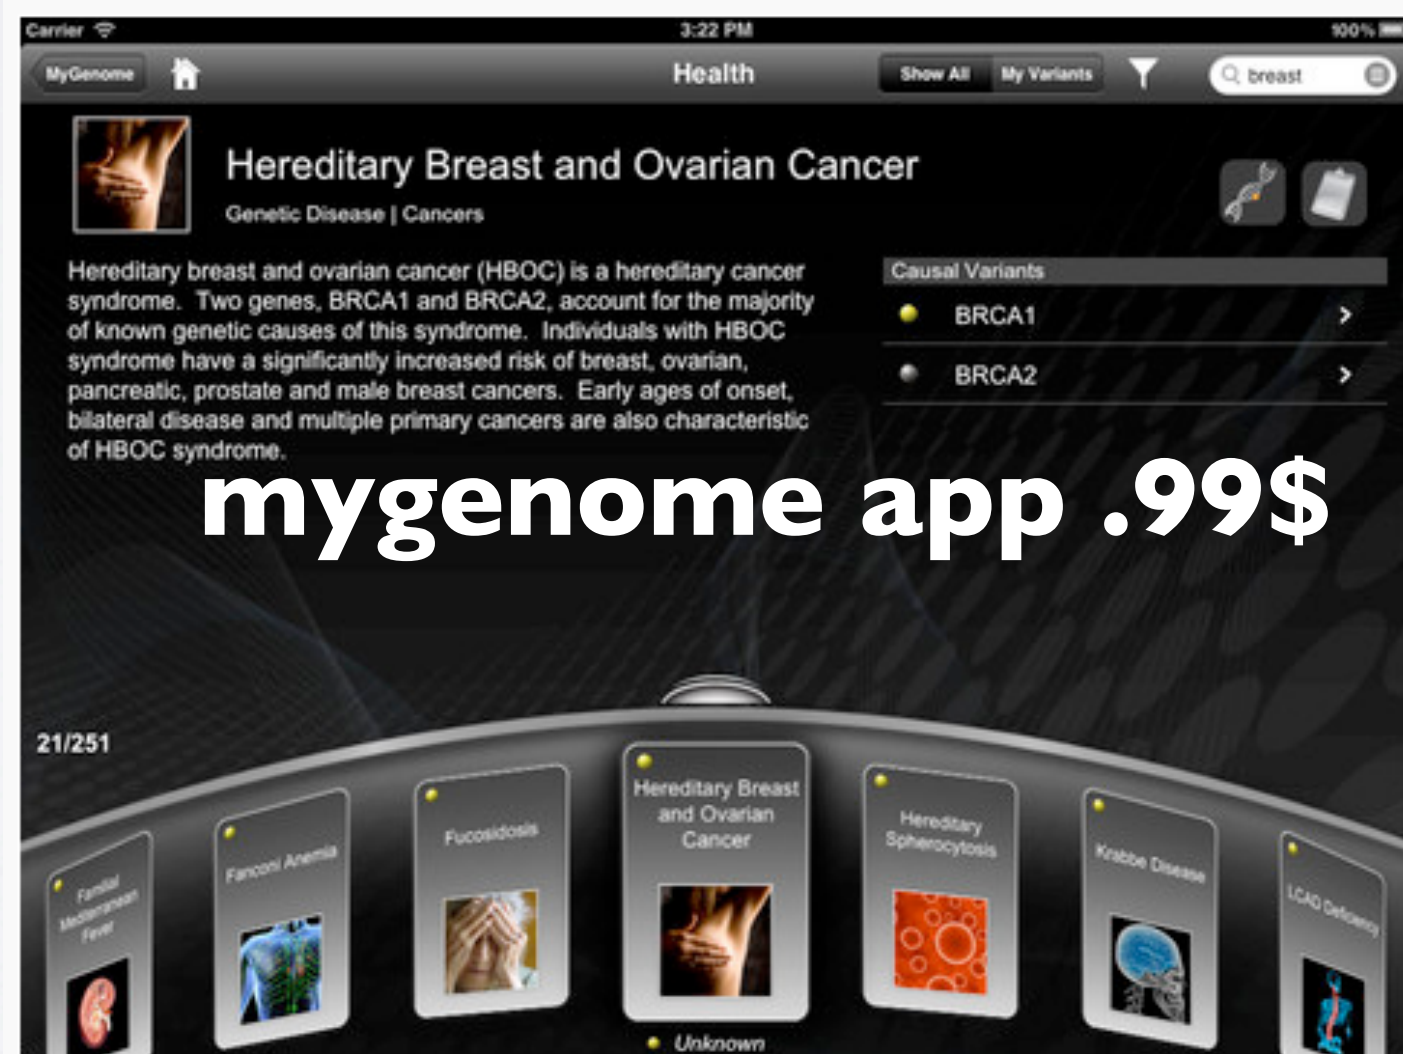 Carrier
3:22 PM
100%
MyGenome
Health
Show All
My Variants
breast
Hereditary Breast and Ovarian Cancer
Genetic Disease | Cancers
Hereditary breast and ovarian cancer (HBOC) is a hereditary cancer
syndrome. Two genes, BRCA1 and BRCA2, account for the majority
of known genetic causes of this syndrome. Individuals with HBOC
syndrome have a significantly increased risk of breast, ovarian,
pancreatic, prostate and male breast cancers. Early ages of onset,
bilateral disease and multiple primary cancers are also characteristic
of HBOC syndrome.
Causal Variants
BRCA1
BRCA2
mygenome app .99$
21/251
Familial
Mediterranean
Fever
Fanconi Anemia
Fucosidosis
Hereditary Breast
and Ovarian
Cancer
Hereditary
Spherocytosis
Krabbe Disease
LCAD Deficiency
Unknown